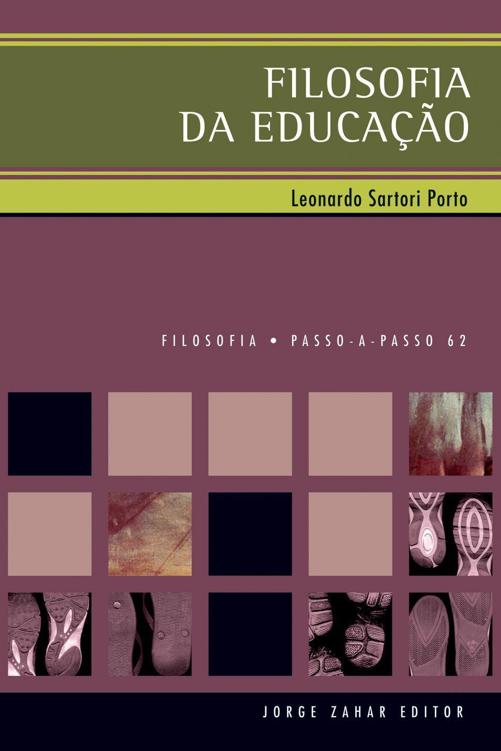 FILOSOFIA
DA EDUCAÇÃO
Leonardo Sartori Porto
FILOSOFIA • PASSO-A-PASSO 62
JORGE ZAHAR EDITOR